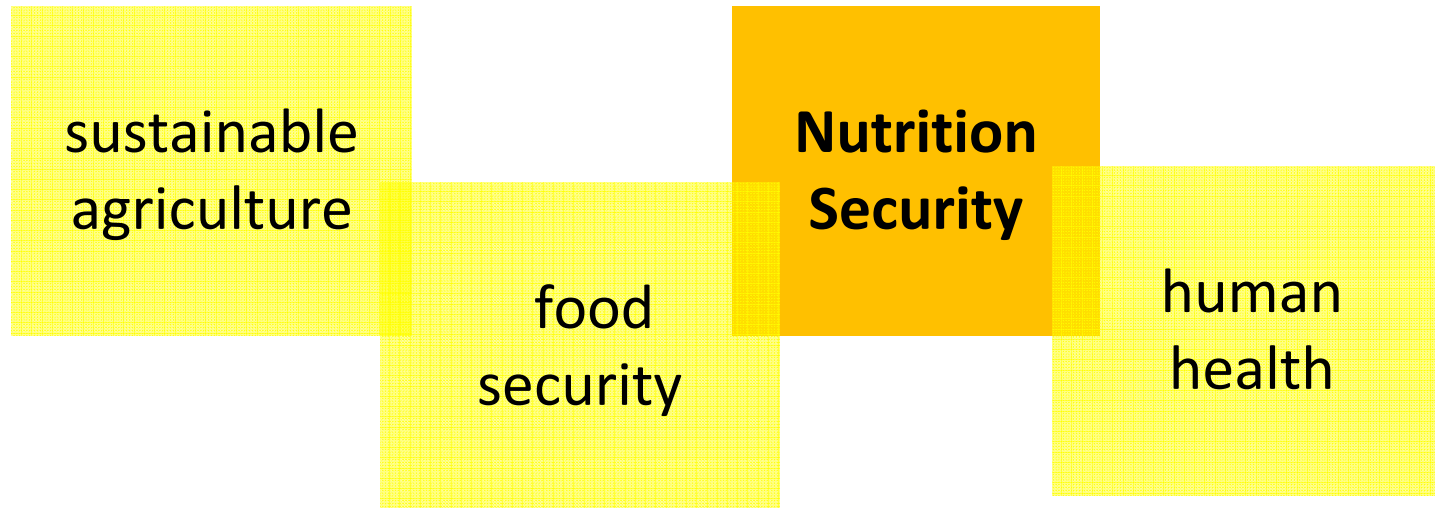 sustainable
agriculture
food
security
Nutrition
Security
human
health